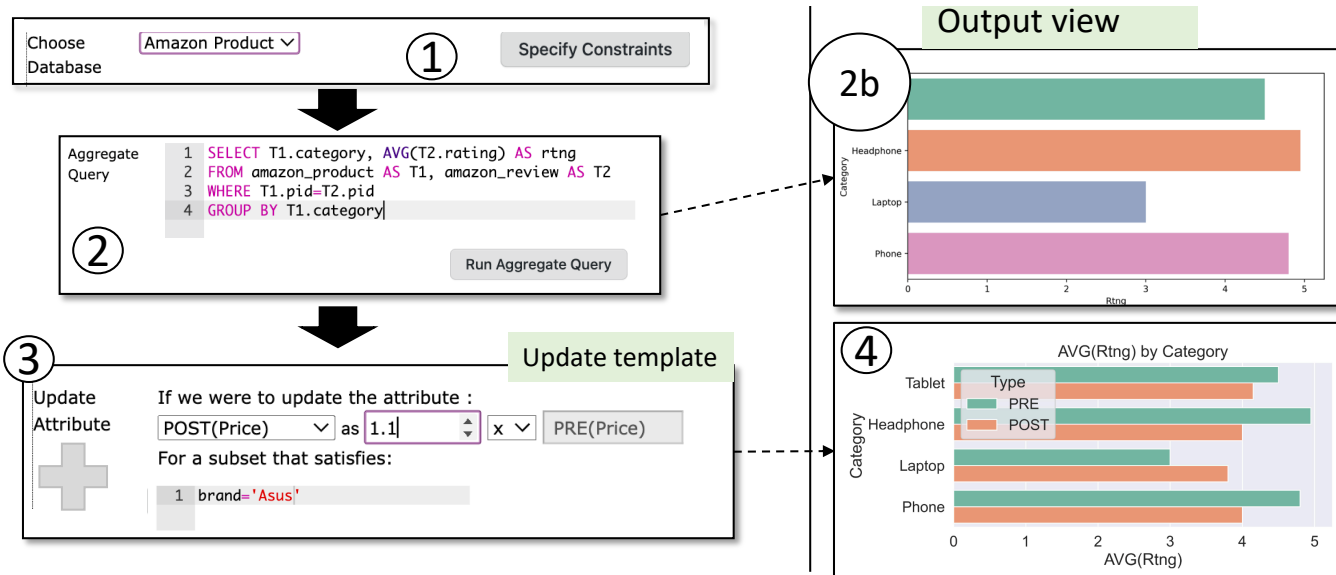 Choose
Database
Amazon Product
1
Specify Constraints
Aggregate
Query
1 SELECT T1.category, AVG(T2.rating) AS rtng
2 FROM amazon_product AS T1, amazon_review AS T2
3 WHERE T1.pid=T2.pid
4 GROUP BY T1.category
2
Run Aggregate Query
3
Update template
Update
Attribute
If we were to update the attribute :
POST(Price) as 1.1 x PRE(Price)
For a subset that satisfies:
1 brand='Asus'
Output view
2b
Category
Headphone
Laptop
Phone
0 1 2 3 4 5
Rtng
4
AVG(Rtng) by Category
Category
Tablet
Headphone
Laptop
Phone
Type
PRE
POST
0 1 2 3 4 5
AVG(Rtng)